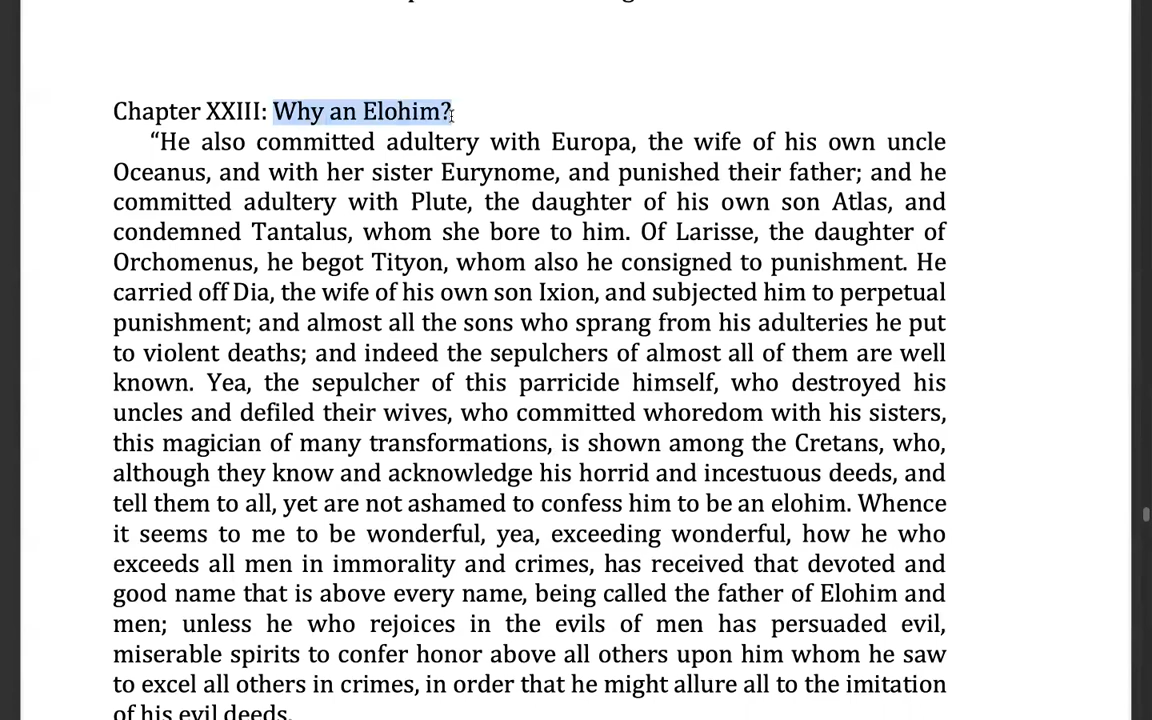 Chapter XXIII: Why an Elohim?
“He also committed adultery with Europa, the wife of his own uncle
Oceanus, and with her sister Eurynome, and punished their father; and he
committed adultery with Plute, the daughter of his own son Atlas, and
condemned Tantalus, whom she bore to him. Of Larisse, the daughter of
Orchomenus, he begot Tityon, whom also he consigned to punishment. He
carried off Dia, the wife of his own son Ixion, and subjected him to perpetual
punishment; and almost all the sons who sprang from his adulteries he put
to violent deaths; and indeed the sepulchers of almost all of them are well
known. Yea, the sepulcher of this parricide himself, who destroyed his
uncles and defiled their wives, who committed whoredom with his sisters,
this magician of many transformations, is shown among the Cretans, who,
although they know and acknowledge his horrid and incestuous deeds, and
tell them to all, yet are not ashamed to confess him to be an elohim. Whence
it seems to me to be wonderful, yea, exceeding wonderful, how he who
exceeds all men in immorality and crimes, has received that devoted and
good name that is above every name, being called the father of Elohim and
men; unless he who rejoices in the evils of men has persuaded evil,
miserable spirits to confer honor above all others upon him whom he saw
to excel all others in crimes, in order that he might allure all to the imitation
of his evil deeds.